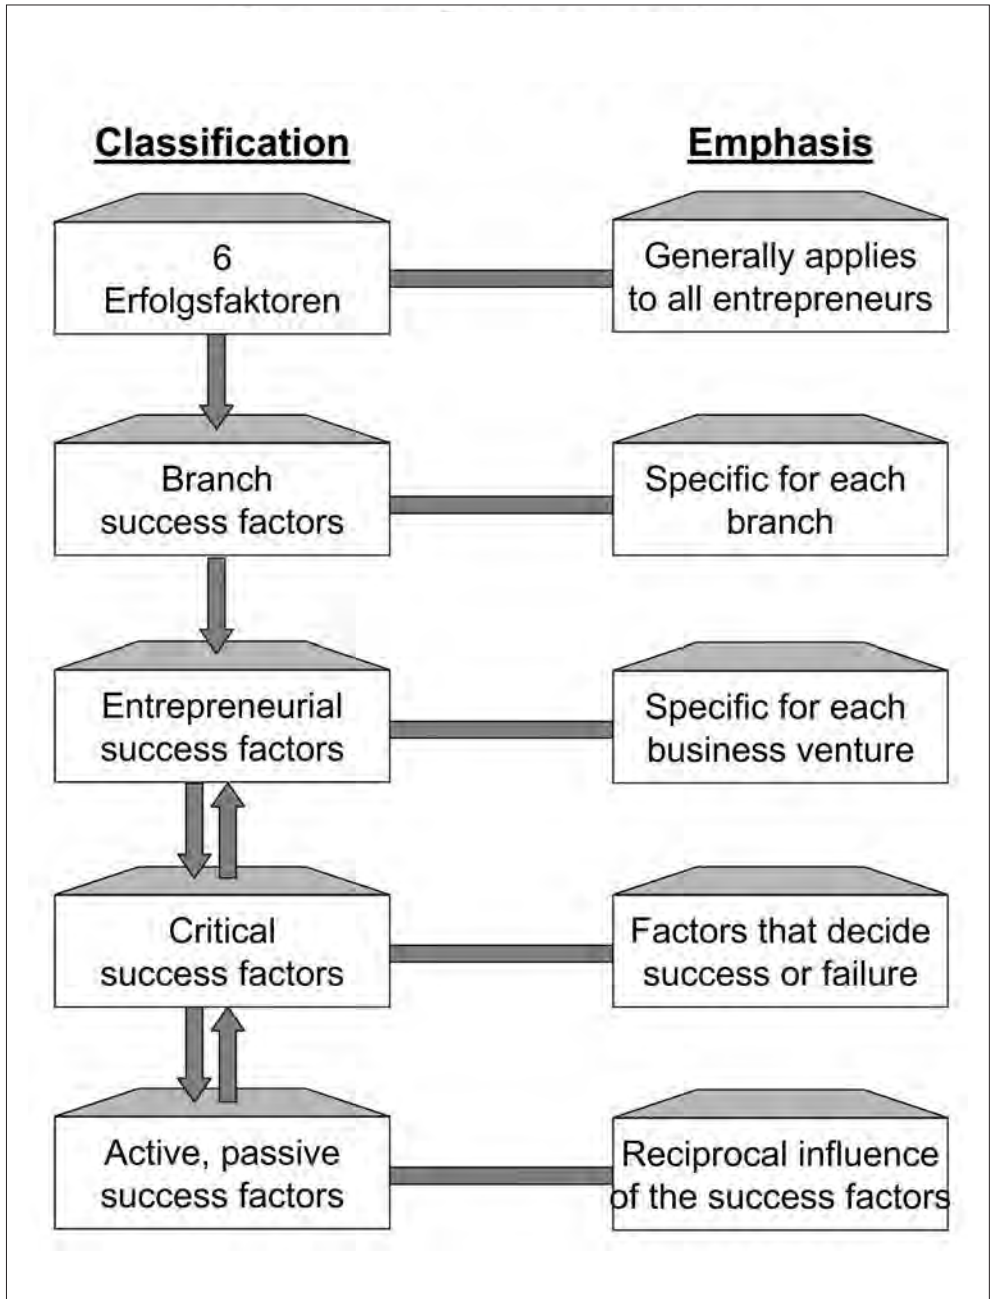 Classification
Emphasis
6
Erfolgsfaktoren
Generally applies
to all entrepreneurs
Branch
success factors
Specific for each
branch
Entrepreneurial
success factors
Specific for each
business venture
Critical
success factors
Factors that decide
success or failure
Active, passive
success factors
Reciprocal influence
of the success factors